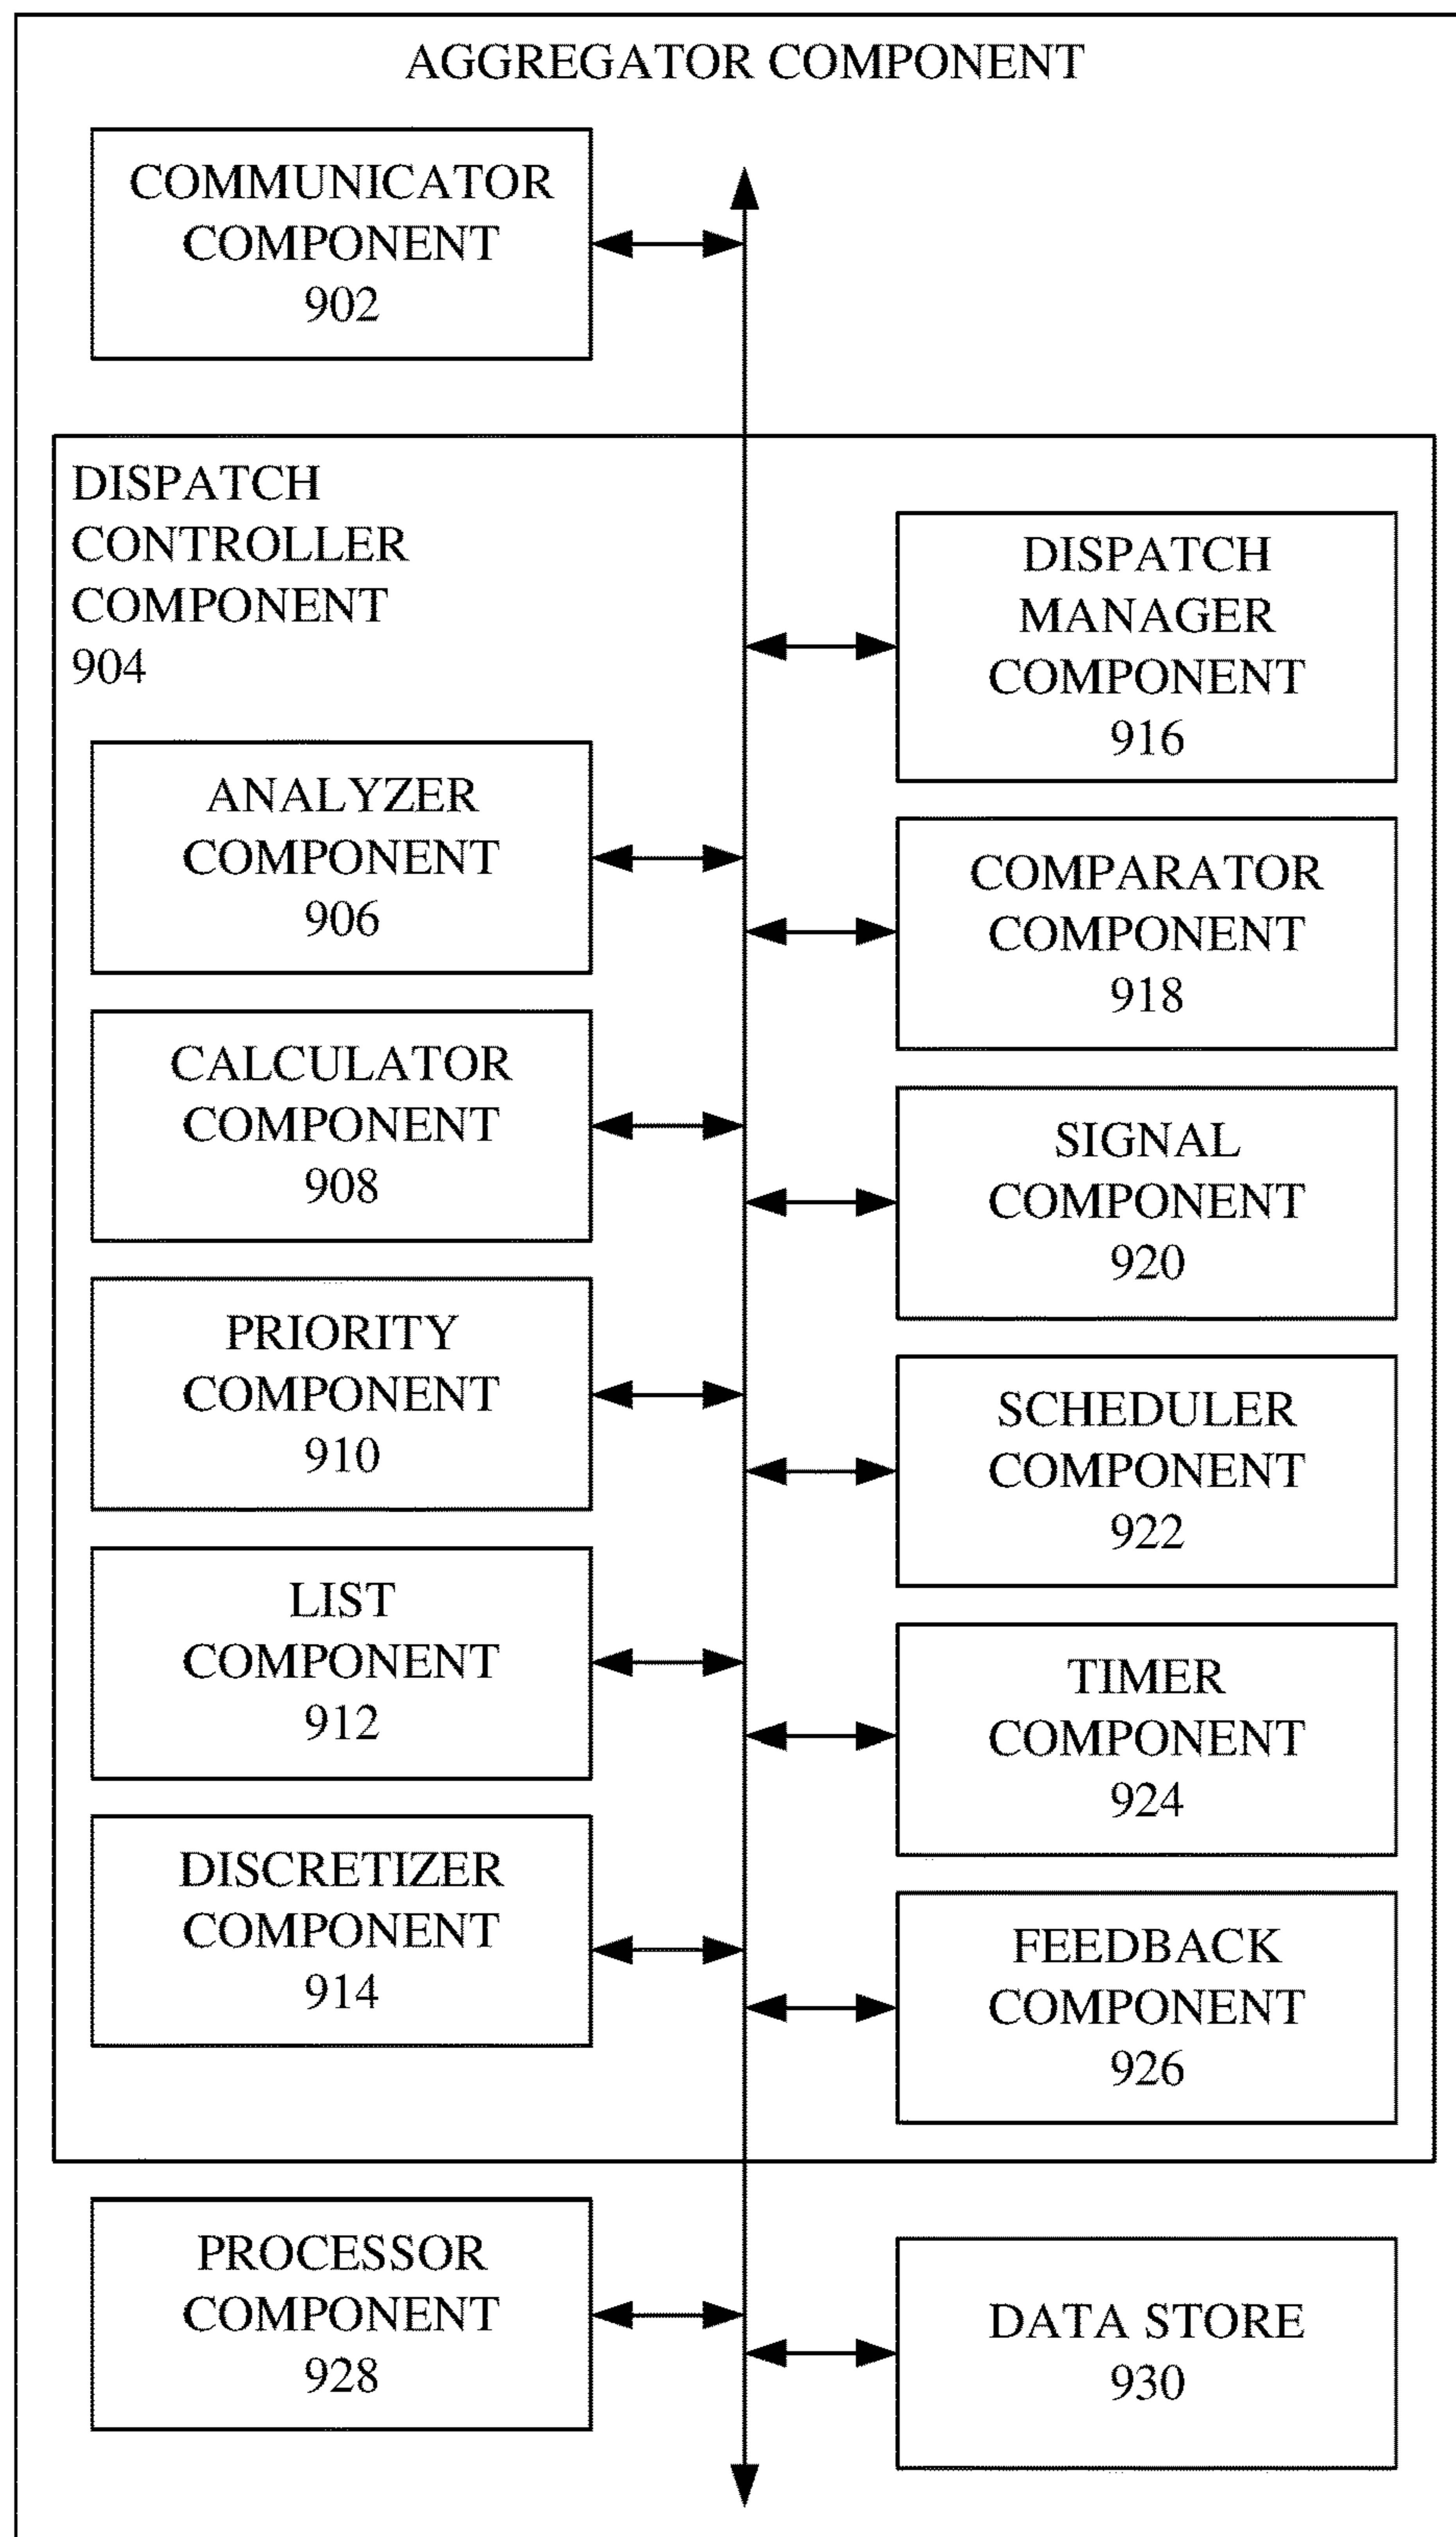 AGGREGATOR COMPONENT
COMMUNICATOR
COMPONENT
902
DISPATCH
CONTROLLER
COMPONENT
904
ANALYZER
COMPONENT
906
CALCULATOR
COMPONENT
908
PRIORITY
COMPONENT
910
LIST
COMPONENT
912
DISCRETIZER
COMPONENT
914
DISPATCH
MANAGER
COMPONENT
916
COMPARATOR
COMPONENT
918
SIGNAL
COMPONENT
920
SCHEDULER
COMPONENT
922
TIMER
COMPONENT
924
FEEDBACK
COMPONENT
926
PROCESSOR
COMPONENT
928
DATA STORE
930